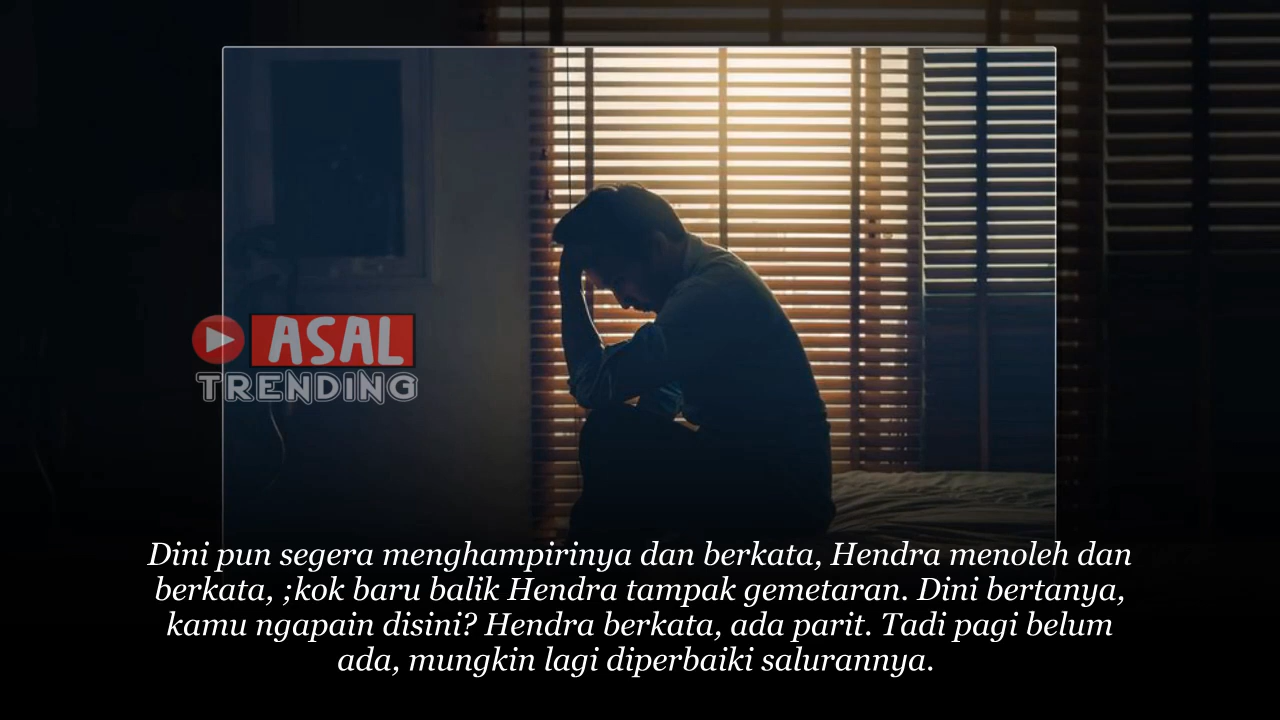 ASAL
TRENDING
Dini pun segera menghampirinya dan berkata, Hendra menoleh dan
berkata, ;kok baru balik Hendra tampak gemetaran. Dini bertanya,
kamu ngapain disini? Hendra berkata, ada parit. Tadi pagi belum
ada, mungkin lagi diperbaiki salurannya.